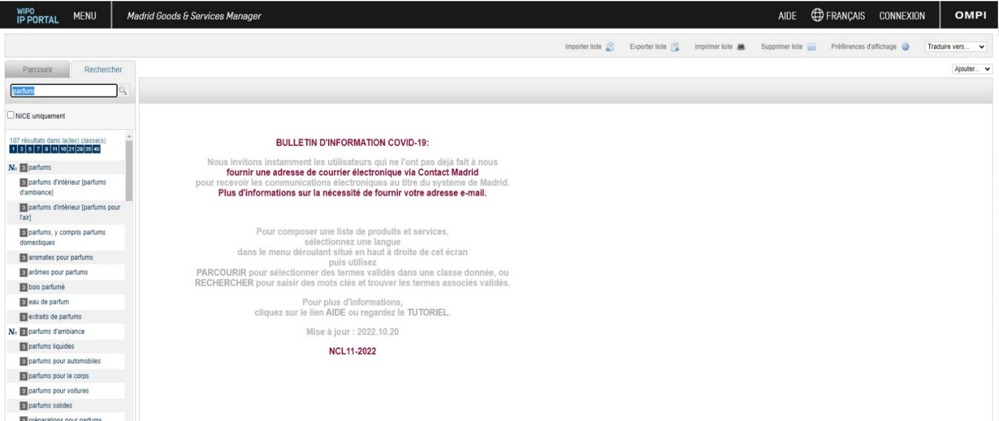 WIPO
IP PORTAL
MENU
Madrid Goods & Services Manager
AIDE
FRANÇAIS
CONNEXION
OMPI
Importer liste
Exporter liste
Imprimer liste
Supprimer liste
Préférences d'affichage
Traduire vers...
Parcourir
Rechercher
Ajouter...
parfum
NICE uniquement
107 résultats dans la(les) classe(s)
1 3 5 7 9 11 16 21 29 35 40
3 parfums
3 parfums d'intérieur [parfums
d'ambiance]
3 parfums d'intérieur [parfums pour
l'air]
3 parfums, y compris parfums
domestiques
3 aromates pour parfums
3 arômes pour parfums
3 bois parfumé
3 eau de parfum
3 extraits de parfums
3 parfums d'ambiance
3 parfums liquides
3 parfums pour automobiles
3 parfums pour le corps
3 parfums pour voitures
3 parfums solides
3 préparations pour parfums
BULLETIN D'INFORMATION COVID-19:
Nous invitons instamment les utilisateurs qui ne l'ont pas déjà fait à nous
fournir une adresse de courrier électronique via Contact Madrid
pour recevoir les communications électroniques au titre du système de Madrid.
Plus d'informations sur la nécessité de fournir votre adresse e-mail.
Pour composer une liste de produits et services,
sélectionnez une langue
dans le menu déroulant situé en haut à droite de cet écran
puis utilisez
PARCOURIR pour sélectionner des termes validés dans une classe donnée, ou
RECHERCHER pour saisir des mots clés et trouver les termes associés validés.
Pour plus d'informations,
cliquez sur le lien AIDE ou regardez le TUTORIEL.
Mise à jour : 2022.10.20
NCL11-2022